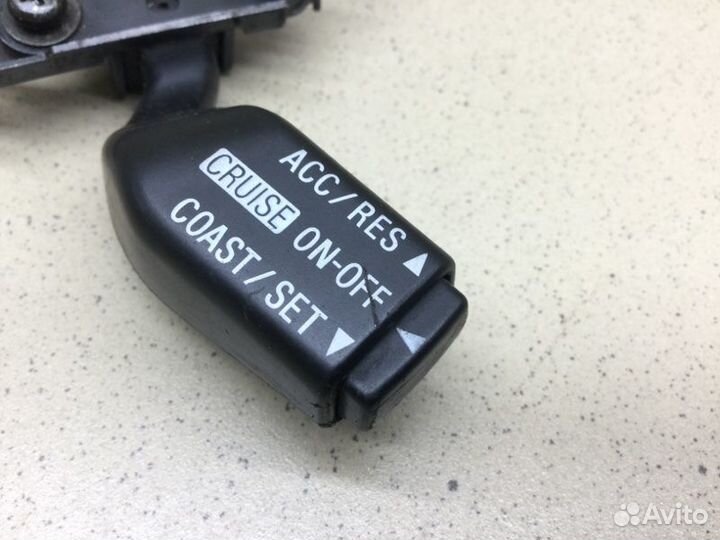 ACC/RES ▲
CRUISE ON-OFF
COAST/SET ▼
Avito